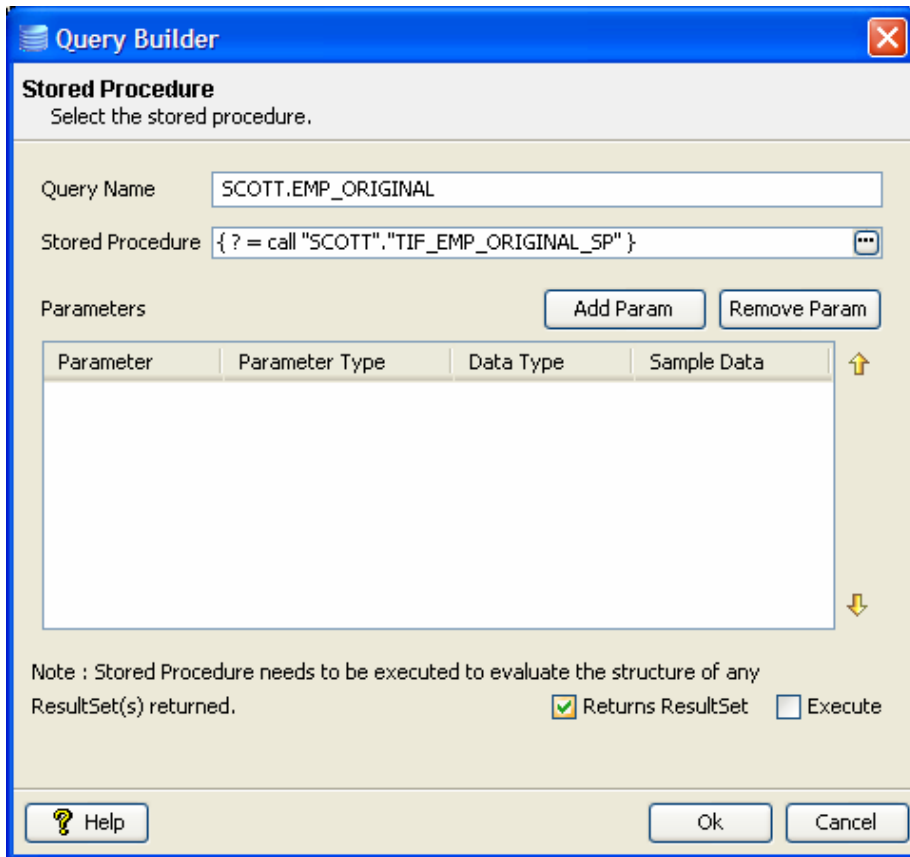 Query Builder
Stored Procedure
Select the stored procedure.
Query Name SCOTT.EMP_ORIGINAL
Stored Procedure { ? = call "SCOTT"."TIF_EMP_ORIGINAL_SP" }
Parameters Add Param Remove Param
Parameter Parameter Type Data Type Sample Data
Note : Stored Procedure needs to be executed to evaluate the structure of any
ResultSet(s) returned. Returns ResultSet Execute
Help Ok Cancel